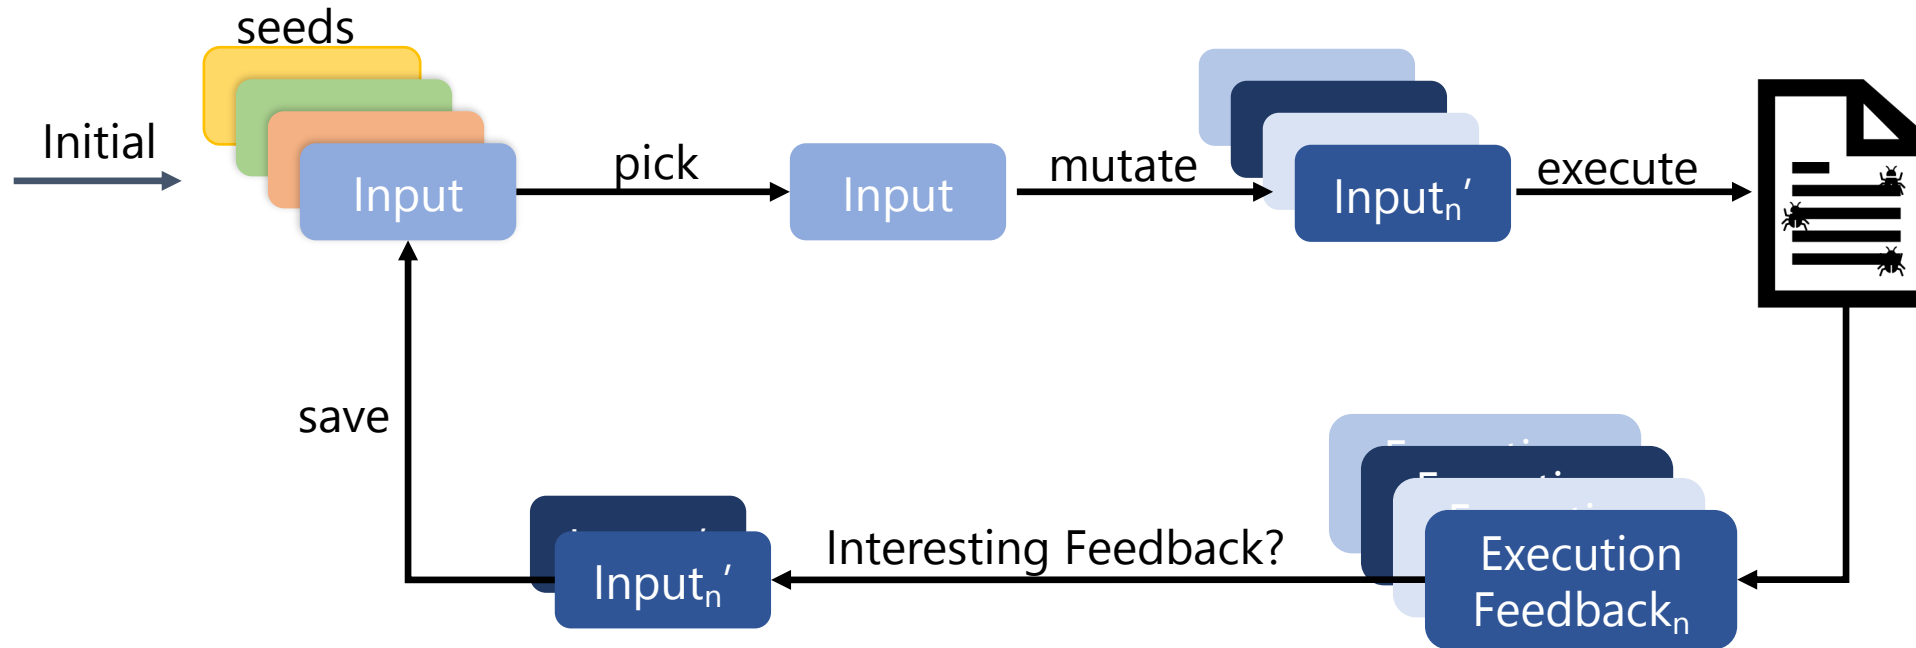 seeds
Initial
Input
pick
Input
mutate
Inputₙ′
execute
save
Inputₙ′
Interesting Feedback?
Execution
Feedbackₙ